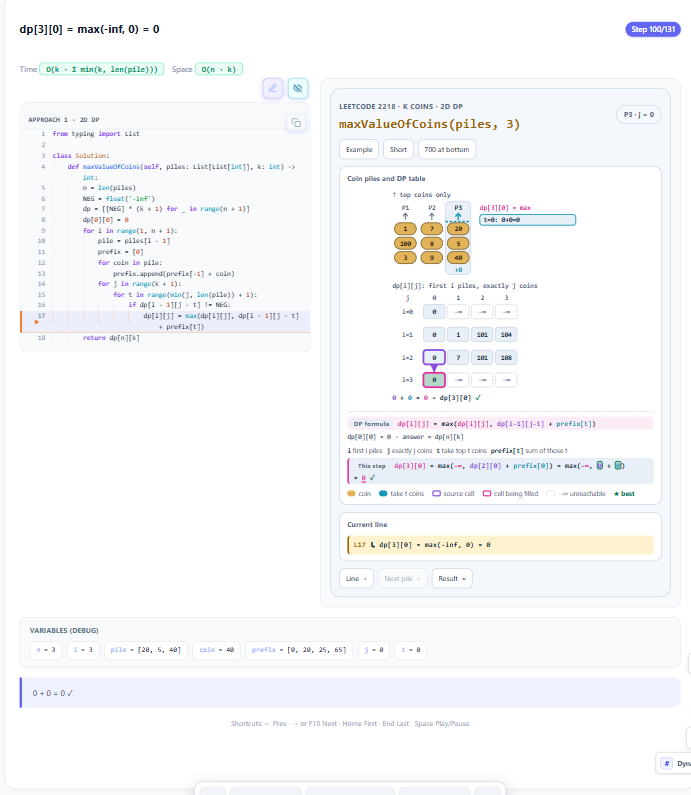 dp[3][0] = max(-inf, 0) = 0
Step 100/131
Time O(k · Σ min(k, len(pile))) Space O(n · k)
APPROACH 1 · 2D DP
1 from typing import List
2
3 class Solution:
4 def maxValueOfCoins(self, piles: List[List[int]], k: int) ->
int:
5 n = len(piles)
6 NEG = float('-inf')
7 dp = [[NEG] * (k + 1) for _ in range(n + 1)]
8 dp[0][0] = 0
9 for i in range(1, n + 1):
10 pile = piles[i - 1]
11 prefix = [0]
12 for coin in pile:
13 prefix.append(prefix[-1] + coin)
14 for j in range(k + 1):
15 for t in range(min(j, len(pile)) + 1):
16 if dp[i - 1][j - t] != NEG:
17 dp[i][j] = max(dp[i][j], dp[i - 1][j - t]
+ prefix[t])
18 return dp[n][k]
LEETCODE 2218 · K COINS · 2D DP
P3 · j = 0
maxValueOfCoins(piles, 3)
Example Short 700 at bottom
Coin piles and DP table
↑ top coins only
P1 P2 P3 dp[3][0] = max
↑ ↑ ↑ t=0: 0+0=0
1 7 20
100 8 5
3 9 40
+0
dp[i][j]: first i piles, exactly j coins
j 0 1 2 3
i=0 0 -∞ -∞ -∞
i=1 0 1 101 104
i=2 0 7 101 108
i=3 0 -∞ -∞ -∞
0 + 0 = 0 → dp[3][0] ✓
DP formula dp[i][j] = max(dp[i][j], dp[i-1][j-t] + prefix[t])
dp[0][0] = 0 · answer = dp[n][k]
i first i piles j exactly j coins t take top t coins prefix[t] sum of those t
This step dp[3][0] = max(-∞, dp[2][0] + prefix[0]) = max(-∞, 0 + 0)
= 0 ✓
coin take t coins source cell cell being filled -∞ unreachable ★ best
Current line
L17 dp[3][0] = max(-inf, 0) = 0
Line → Next pile → Result
VARIABLES (DEBUG)
n = 3 i = 3 pile = [20, 5, 40] coin = 40 prefix = [0, 20, 25, 65] j = 0 t = 0
0 + 0 = 0 ✓
Shortcuts: ← Prev · → or F10 Next · Home First · End Last · Space Play/Pause
# Dyna